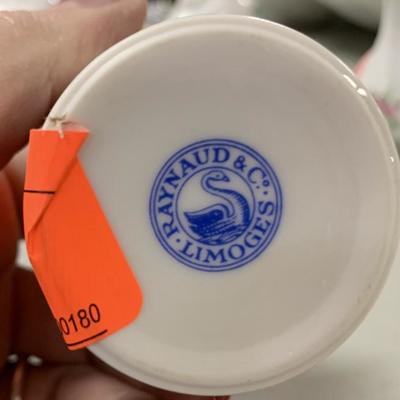 RAYNAUD & Co.
· LIMOGES ·
0180